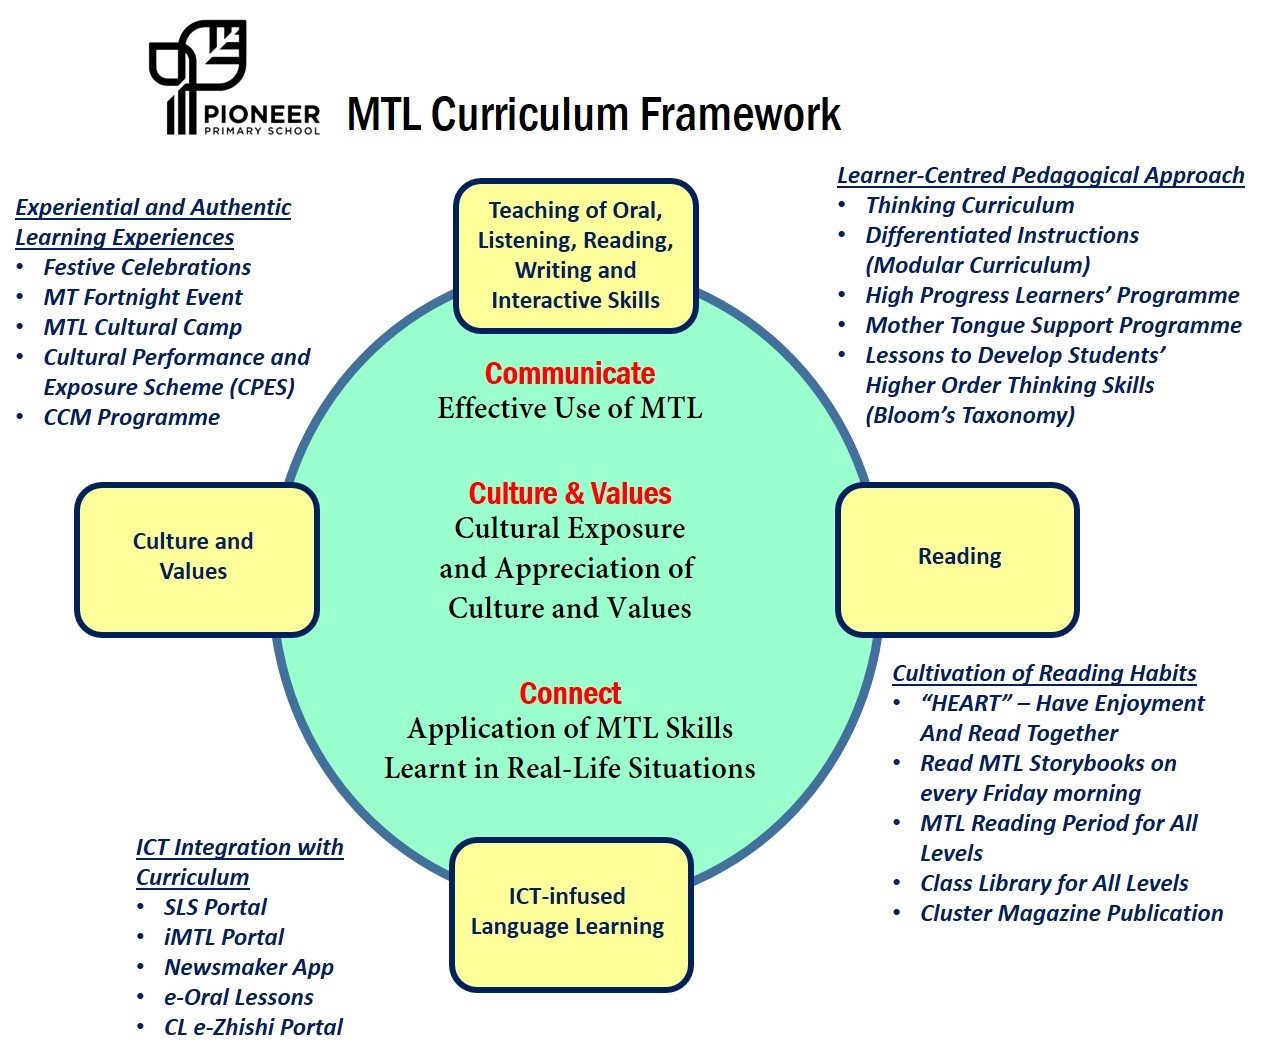 PIONEER
PRIMARY SCHOOL
MTL Curriculum Framework
Experiential and Authentic
Learning Experiences
• Festive Celebrations
• MT Fortnight Event
• MTL Cultural Camp
• Cultural Performance and
Exposure Scheme (CPES)
• CCM Programme
Teaching of Oral,
Listening, Reading,
Writing and
Interactive Skills
Learner-Centred Pedagogical Approach
• Thinking Curriculum
• Differentiated Instructions
(Modular Curriculum)
• High Progress Learners’ Programme
• Mother Tongue Support Programme
• Lessons to Develop Students’
Higher Order Thinking Skills
(Bloom’s Taxonomy)
Communicate
Effective Use of MTL
Culture & Values
Cultural Exposure
and Appreciation of
Culture and Values
Connect
Application of MTL Skills
Learnt in Real-Life Situations
Culture and
Values
Reading
Cultivation of Reading Habits
• “HEART” – Have Enjoyment
And Read Together
• Read MTL Storybooks on
every Friday morning
• MTL Reading Period for All
Levels
• Class Library for All Levels
• Cluster Magazine Publication
ICT Integration with
Curriculum
• SLS Portal
• iMTL Portal
• Newsmaker App
• e-Oral Lessons
• CL e-Zhishi Portal
ICT-infused
Language Learning